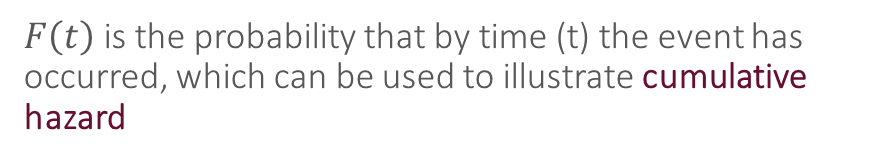 F(t) is the probability that by time (t) the event has
occurred, which can be used to illustrate cumulative
hazard